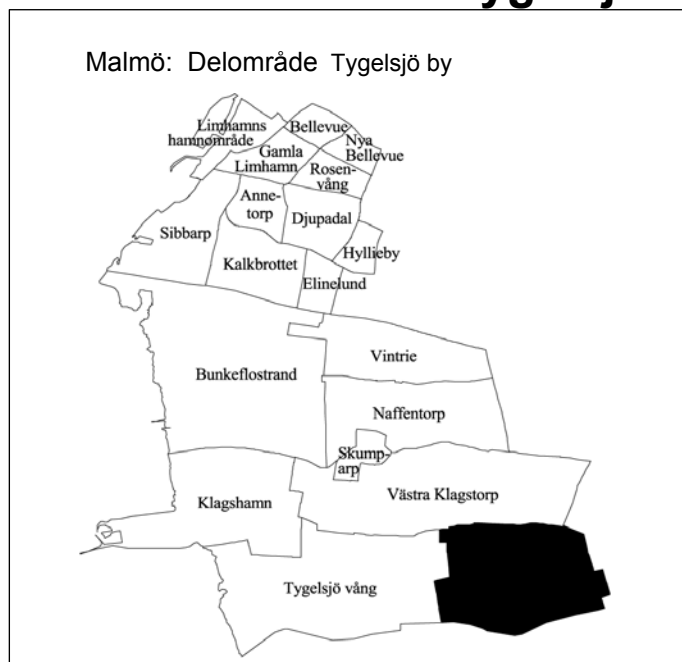 Malmö: Delområde Tygelsjö by
Limhamns
hamnområde
Bellevue
Nya
Bellevue
Gamla
Limhamn
Rosen-
vång
Anne-
torp
Djupadal
Sibbarp
Hyllieby
Kalkbrottet
Elinelund
Vintrie
Bunkeflostrand
Naffentorp
Skump-
arp
Västra Klagstorp
Klagshamn
Tygelsjö vång